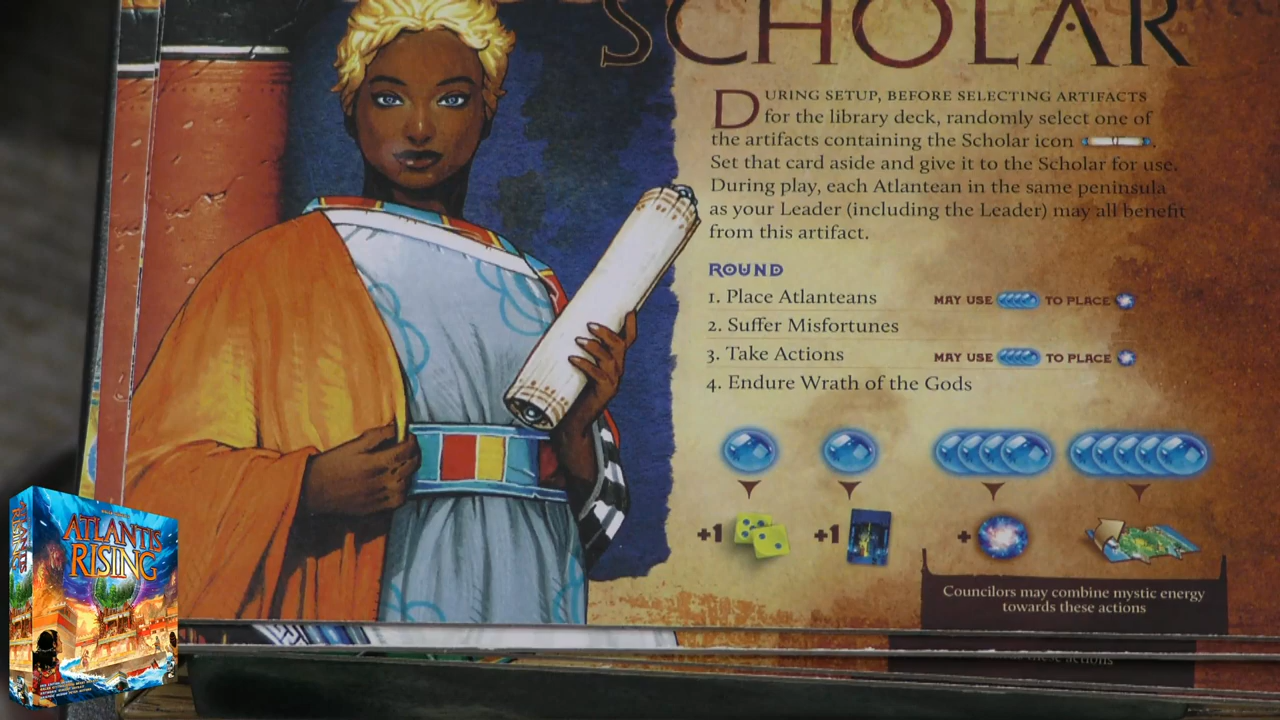 SCHOLAR
DURING SETUP, BEFORE SELECTING ARTIFACTS
for the library deck, randomly select one of
the artifacts containing the Scholar icon .
Set that card aside and give it to the Scholar for use.
During play, each Atlantean in the same peninsula
as your Leader (including the Leader) may all benefit
from this artifact.
ROUND
1. Place Atlanteans MAY USE TO PLACE
2. Suffer Misfortunes
3. Take Actions MAY USE TO PLACE
4. Endure Wrath of the Gods
+1 +1 +
Councilors may combine mystic energy
towards these actions
these actions
ATLANTIS
RISING
ATLANTIS RISING